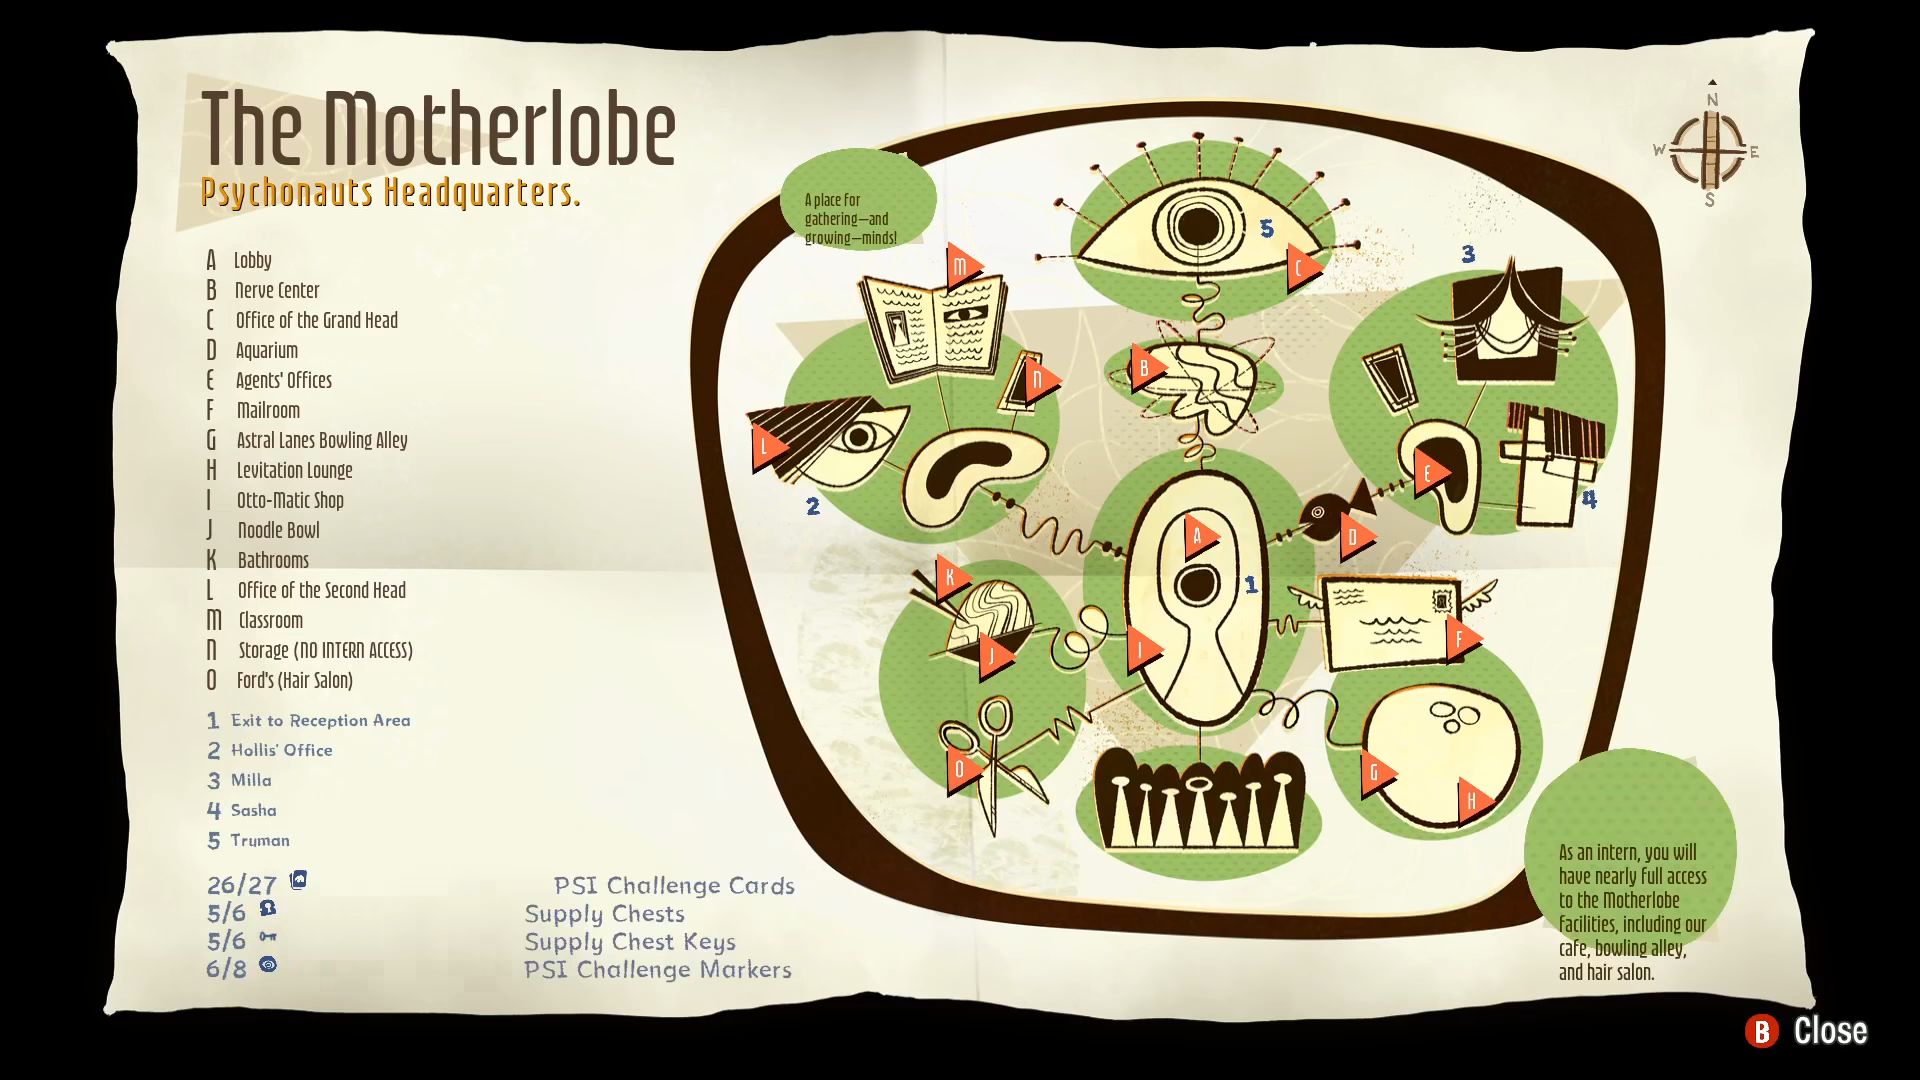 The Motherlobe
Psychonauts Headquarters.
A Lobby
B Nerve Center
C Office of the Grand Head
D Aquarium
E Agents' Offices
F Mailroom
G Astral Lanes Bowling Alley
H Levitation Lounge
I Otto-Matic Shop
J Noodle Bowl
K Bathrooms
L Office of the Second Head
M Classroom
N Storage (NO INTERN ACCESS)
O Ford's (Hair Salon)
1 Exit to Reception Area
2 Hollis' Office
3 Milla
4 Sasha
5 Truman
26/27 PSI Challenge Cards
5/6 Supply Chests
5/6 Supply Chest Keys
6/8 PSI Challenge Markers
A place for
gathering—and
growing—minds!
N
W E
S
5
C
3
M
B
N
L
E
2
4
A
D
K
1
F
J
I
O
G
H
As an intern, you will
have nearly full access
to the Motherlobe
facilities, including our
cafe, bowling alley,
and hair salon.
B Close